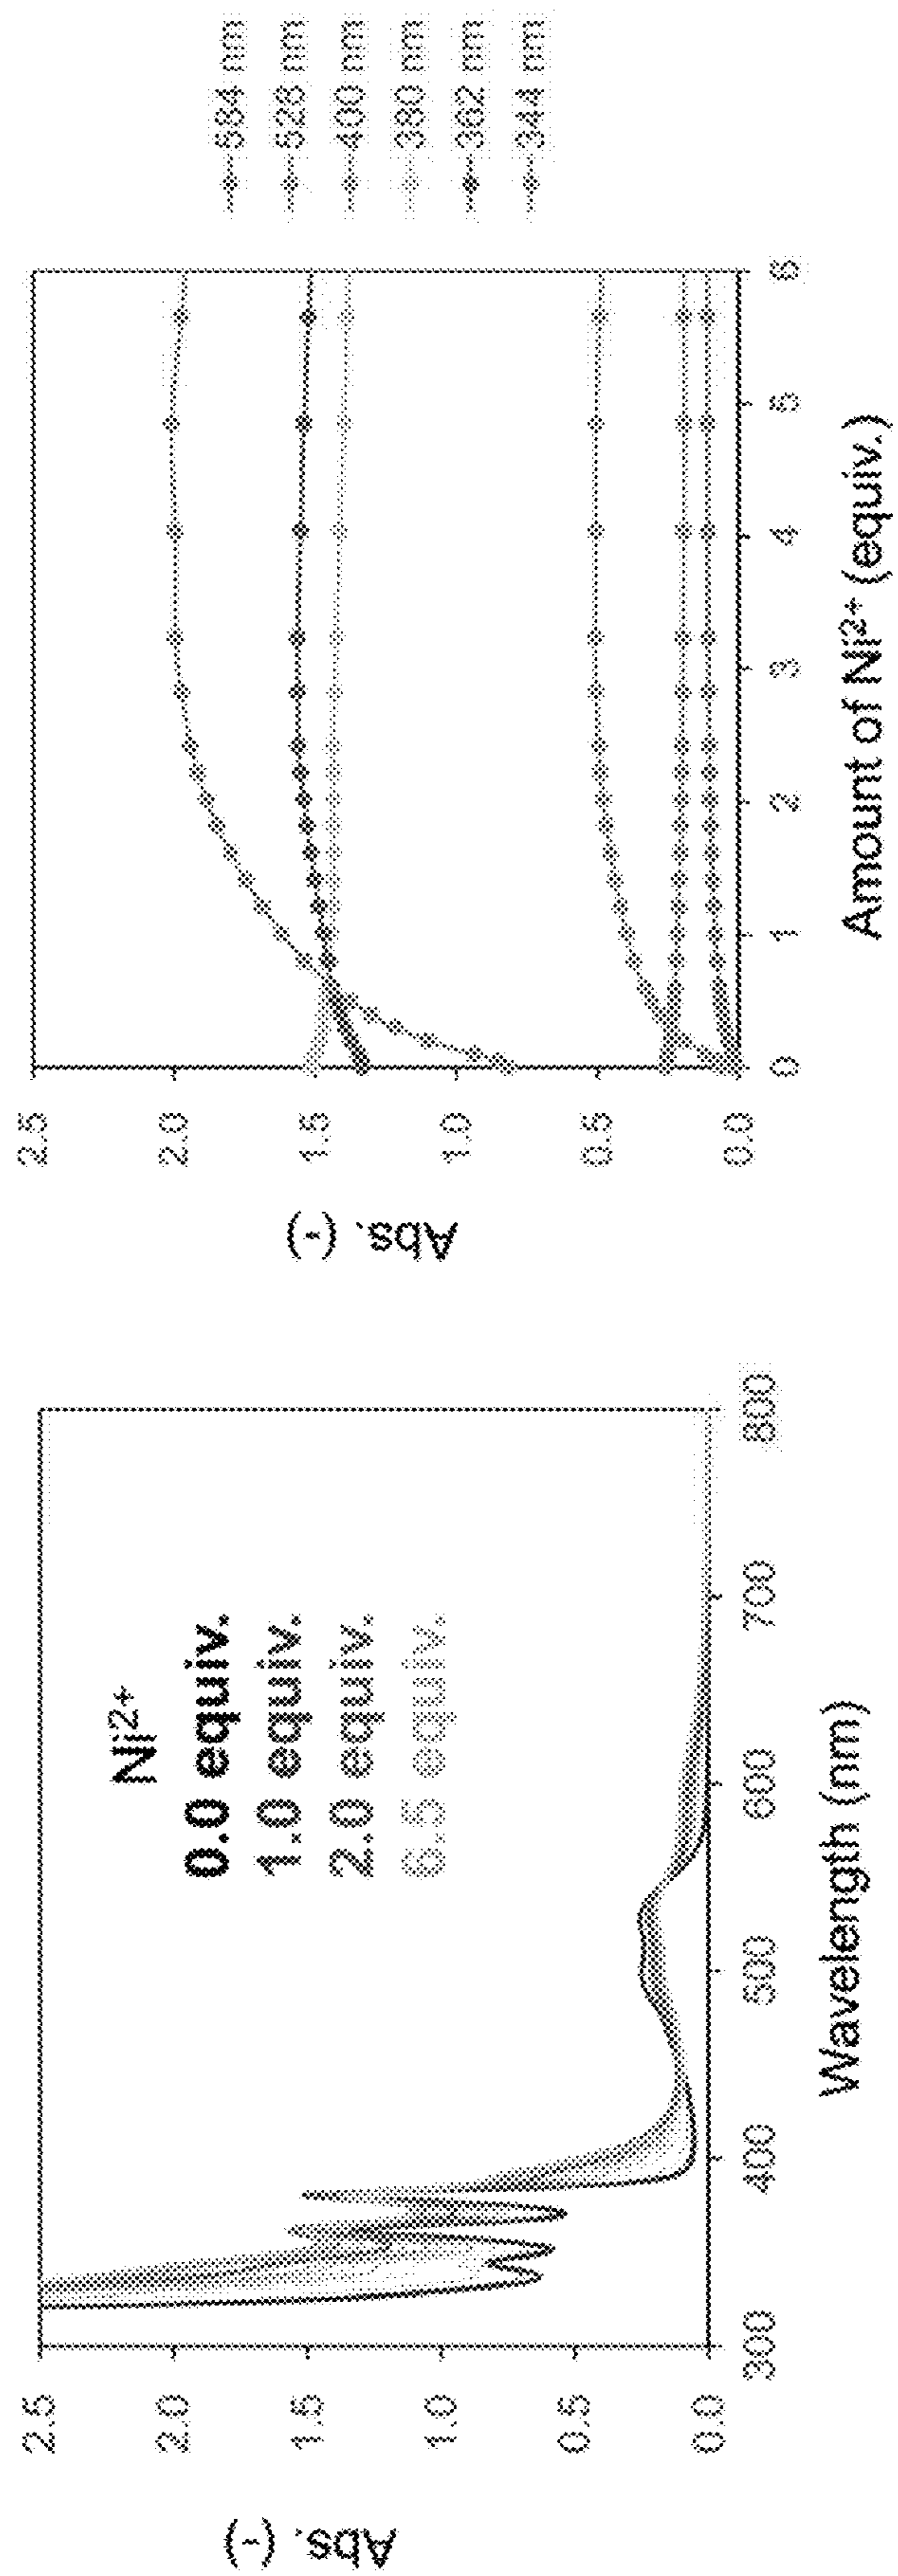 Abs. (-)
2.5
2.0
1.5
1.0
0.5
0.0
Ni2+
0.0 equiv.
1.0 equiv.
2.0 equiv.
6.5 equiv.
300 400 500 600 700 800
Wavelength (nm)
Abs. (-)
2.5
2.0
1.5
1.0
0.5
0.0
0 1 2 3 4 5 6
Amount of Ni2+ (equiv.)
584 nm
526 nm
400 nm
380 nm
362 nm
344 nm